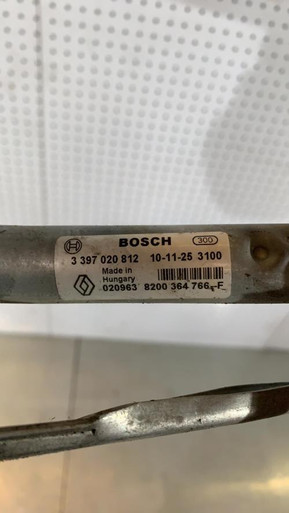 BOSCH 300
3 397 020 812 10-11-25 3100
Made in
Hungary
020963 8200 364 766 -F